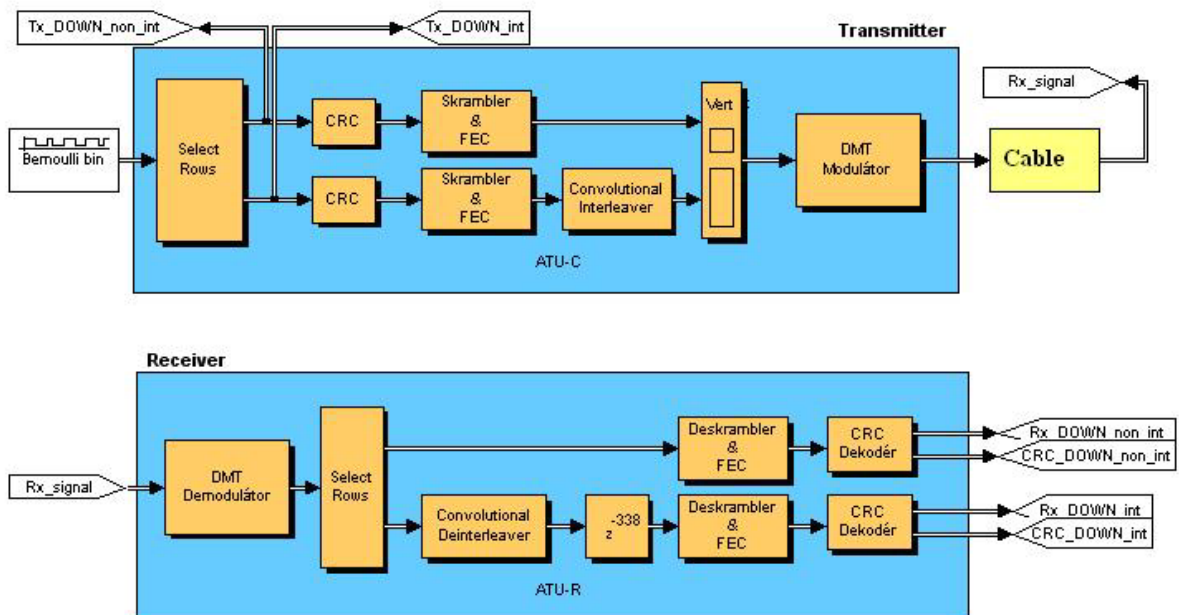 Tx_DOWN_non_int
Tx_DOWN_int
Transmitter
Rx_signal
Bernoulli bin
Select
Rows
CRC
Skrambler
&
FEC
Vert
DMT
Modulátor
Cable
CRC
Skrambler
&
FEC
Convolutional
Interleaver
ATU-C
Receiver
Rx_signal
DMT
Demodulátor
Select
Rows
Deskrambler
&
FEC
CRC
Dekodér
Rx_DOWN_non_int
CRC_DOWN_non_int
Convolutional
Deinterleaver
z-338
Deskrambler
&
FEC
CRC
Dekodér
Rx_DOWN_int
CRC_DOWN_int
ATU-R